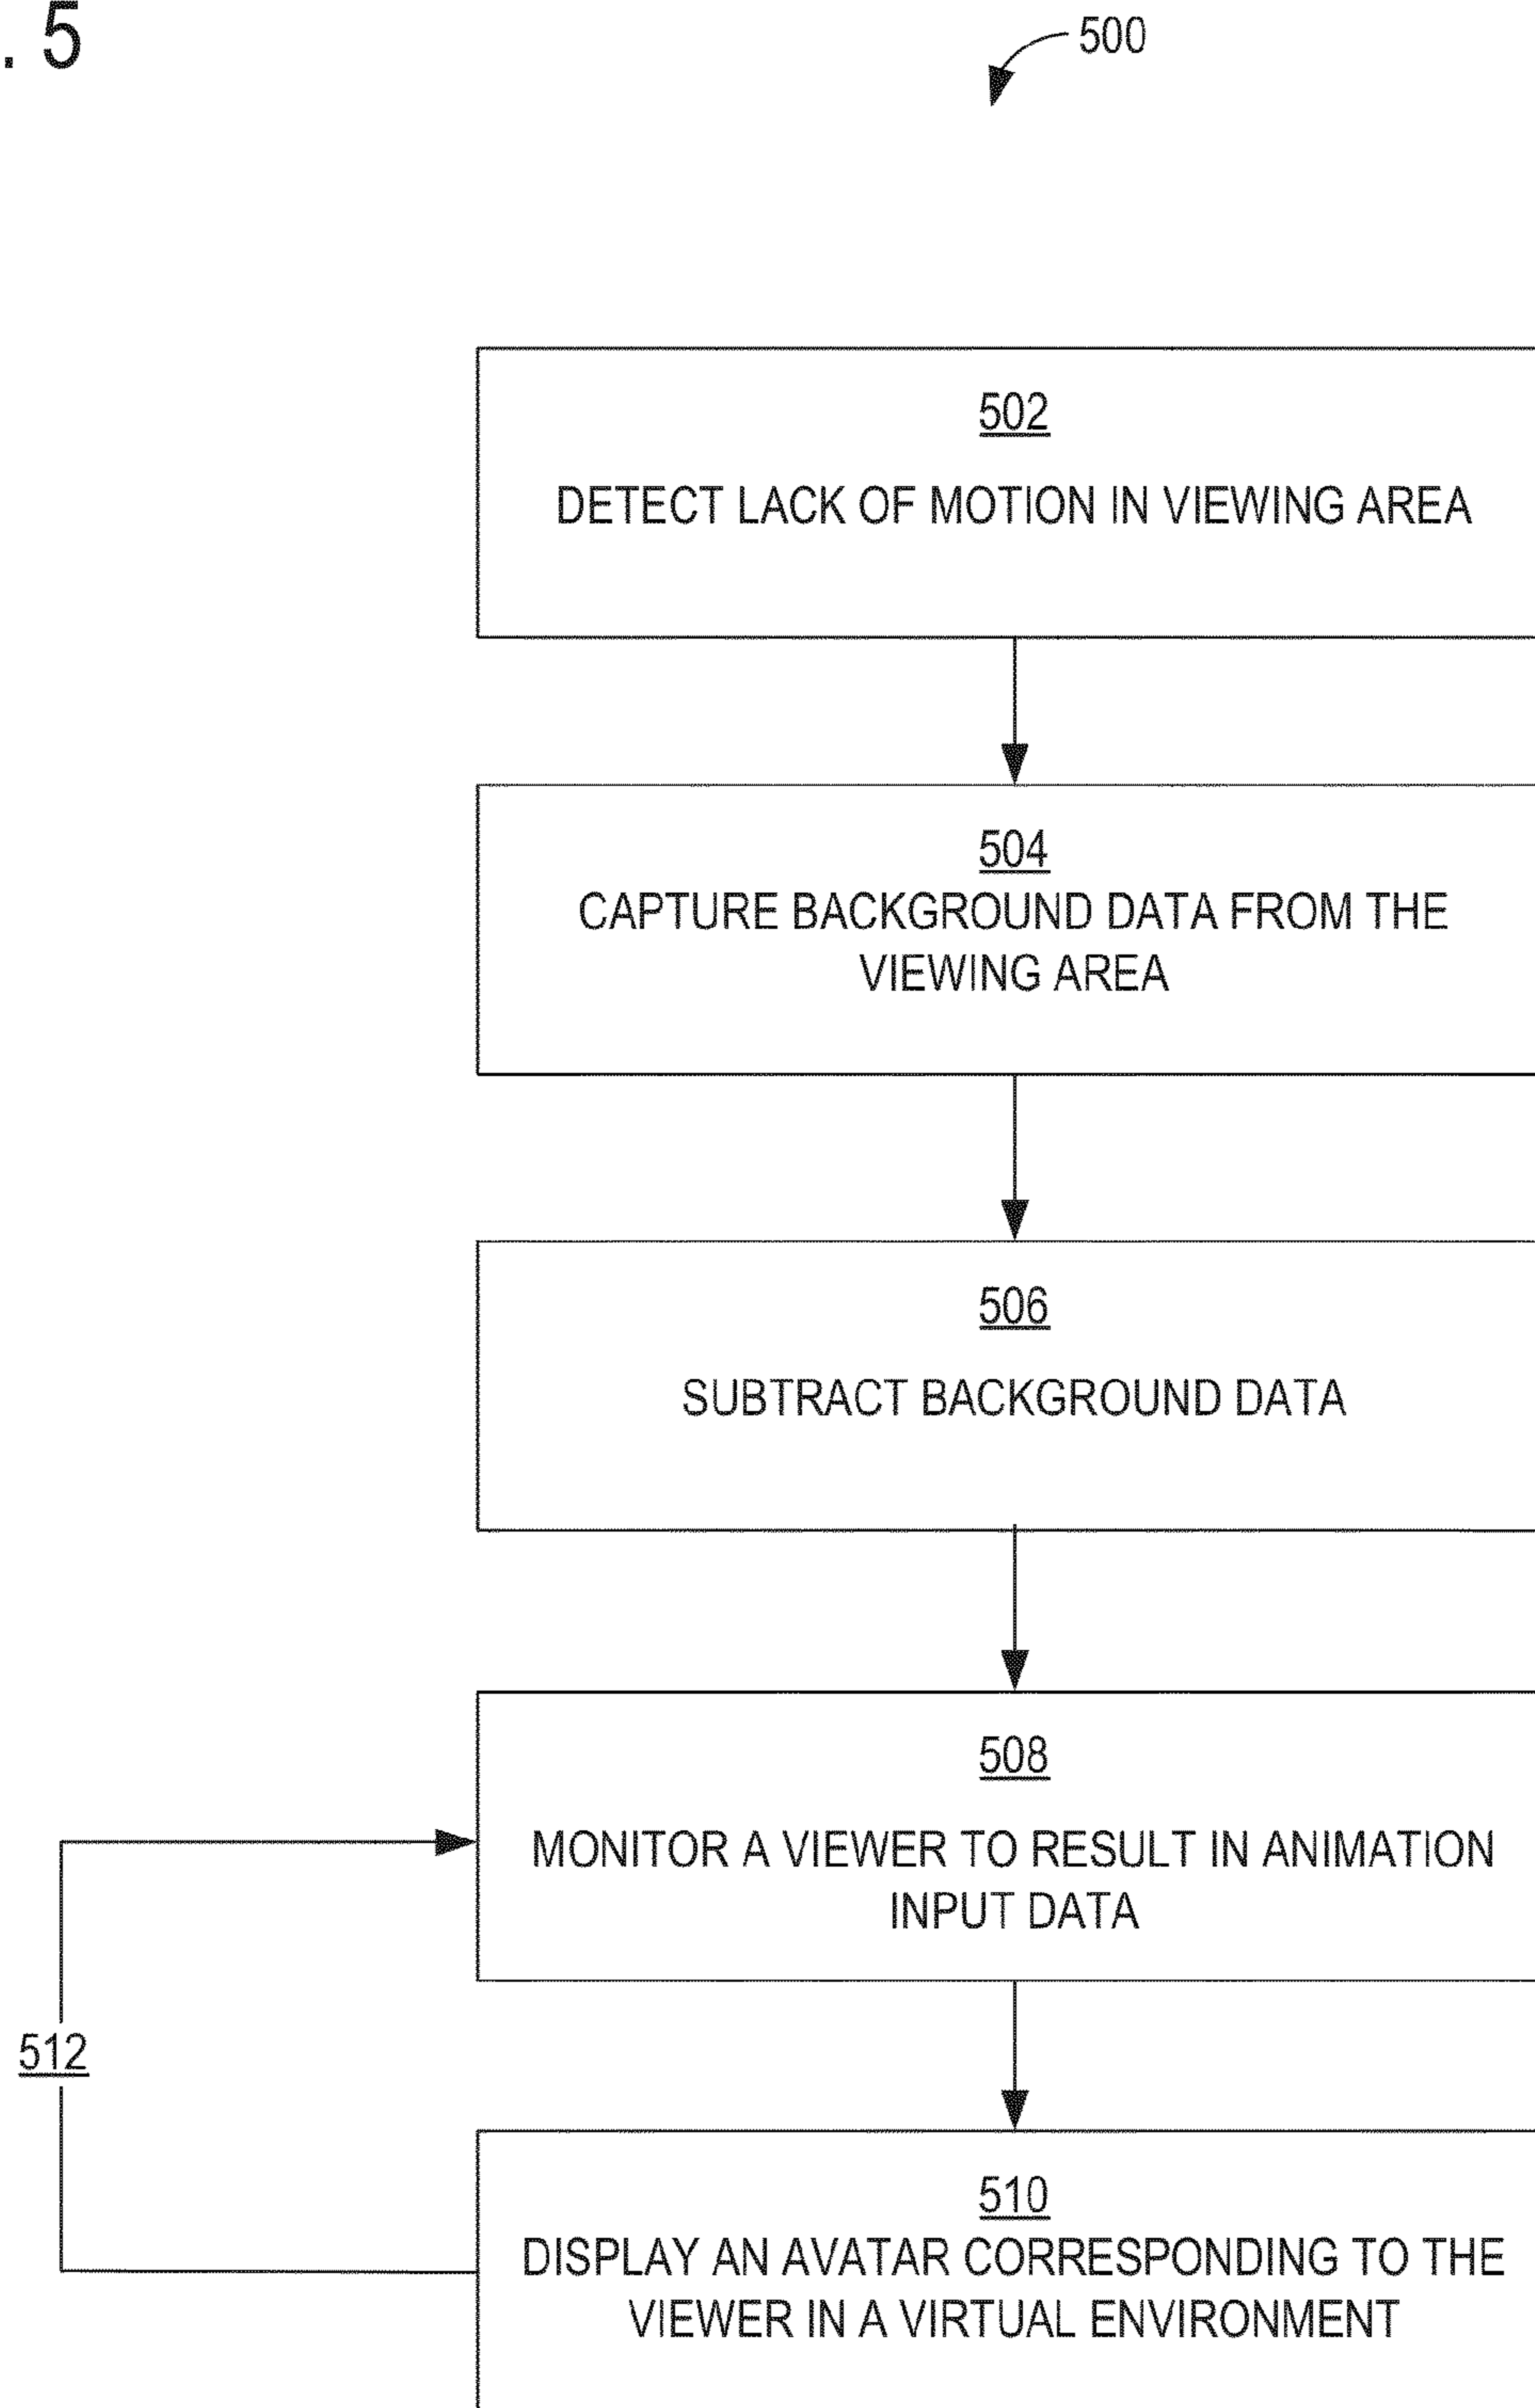 . 5
500
502
DETECT LACK OF MOTION IN VIEWING AREA
504
CAPTURE BACKGROUND DATA FROM THE
VIEWING AREA
506
SUBTRACT BACKGROUND DATA
508
MONITOR A VIEWER TO RESULT IN ANIMATION
INPUT DATA
512
510
DISPLAY AN AVATAR CORRESPONDING TO THE
VIEWER IN A VIRTUAL ENVIRONMENT